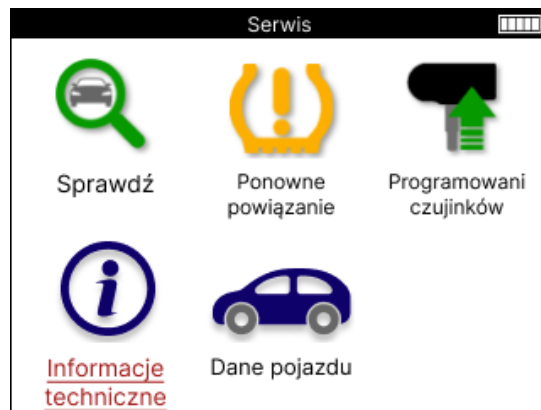 Serwis
Sprawdź
Ponowne
powiązanie
Programowani
czujinków
Informacje
techniczne
Dane pojazdu